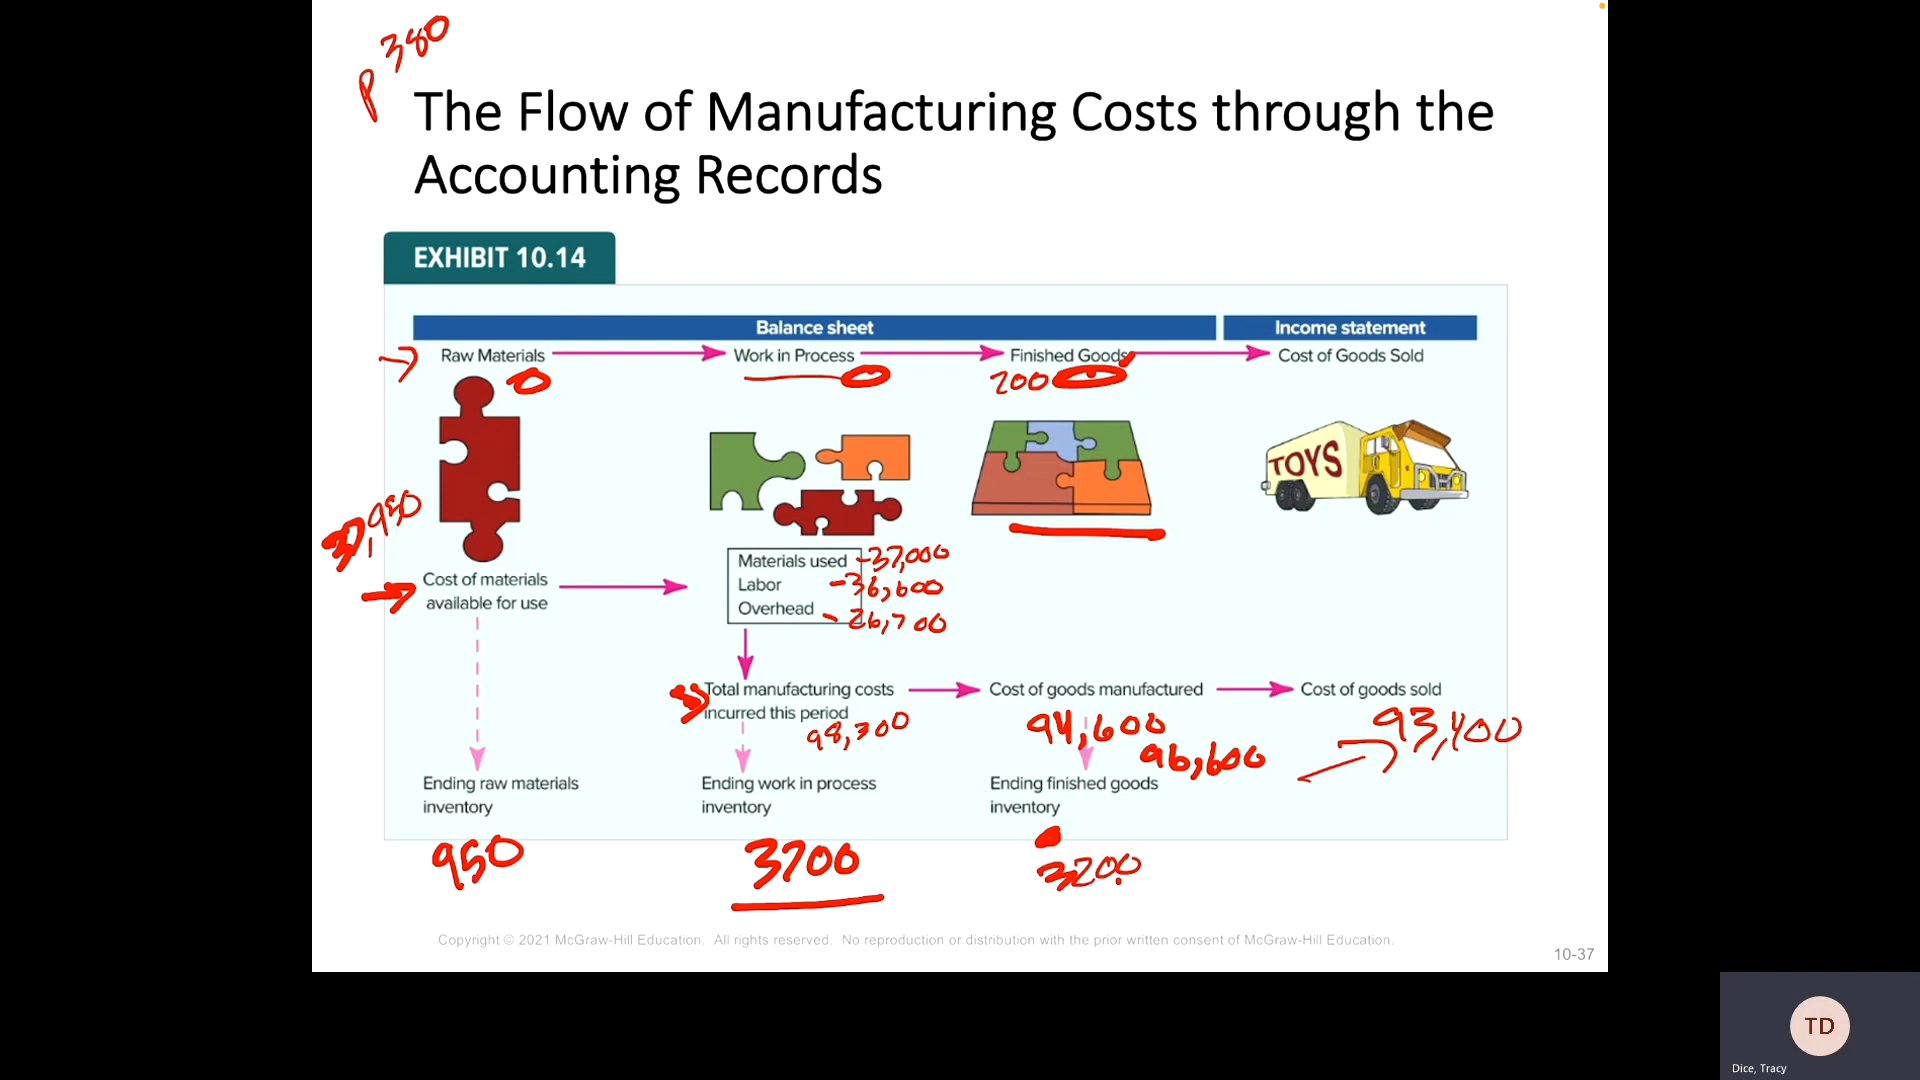 p 380
The Flow of Manufacturing Costs through the
Accounting Records
EXHIBIT 10.14
Balance sheet
Income statement
Raw Materials
Work in Process
Finished Goods
Cost of Goods Sold
0
0
200
TOYS
37,950
Cost of materials
available for use
Materials used -37,000
Labor -36,600
Overhead - 26,700
Total manufacturing costs
incurred this period
98,300
Cost of goods manufactured
94,600
96,600
Cost of goods sold
93,400
Ending raw materials
inventory
950
Ending work in process
inventory
3700
Ending finished goods
inventory
3200
Copyright © 2021 McGraw-Hill Education. All rights reserved. No reproduction or distribution with the prior written consent of McGraw-Hill Education.
10-37
TD
Dice, Tracy